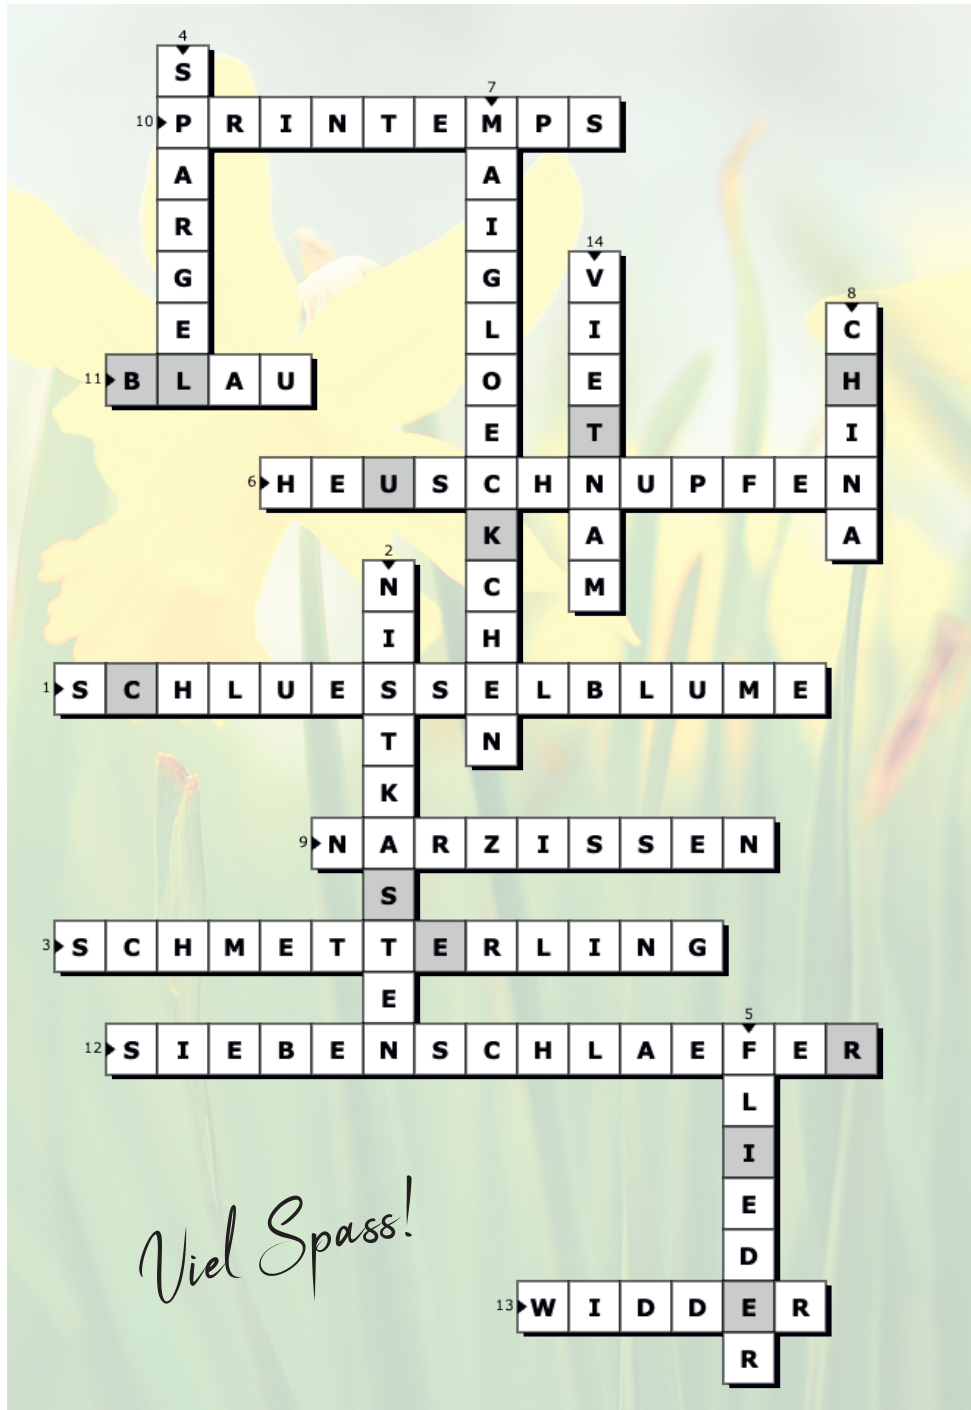 4 SPARGEL
7 MAIGLOECKCHEN
10 PRINTEMPS
14 VIETNAM
8 CHINA
11 BLAU
6 HEUSCHNUPFEN
2 NISTKASTEN
1 SCHLUESSELBLUME
9 NARZISSEN
3 SCHMETTERLING
5 FLIEDER
12 SIEBENSCHLAEFER
Viel Spass!
13 WIDDER